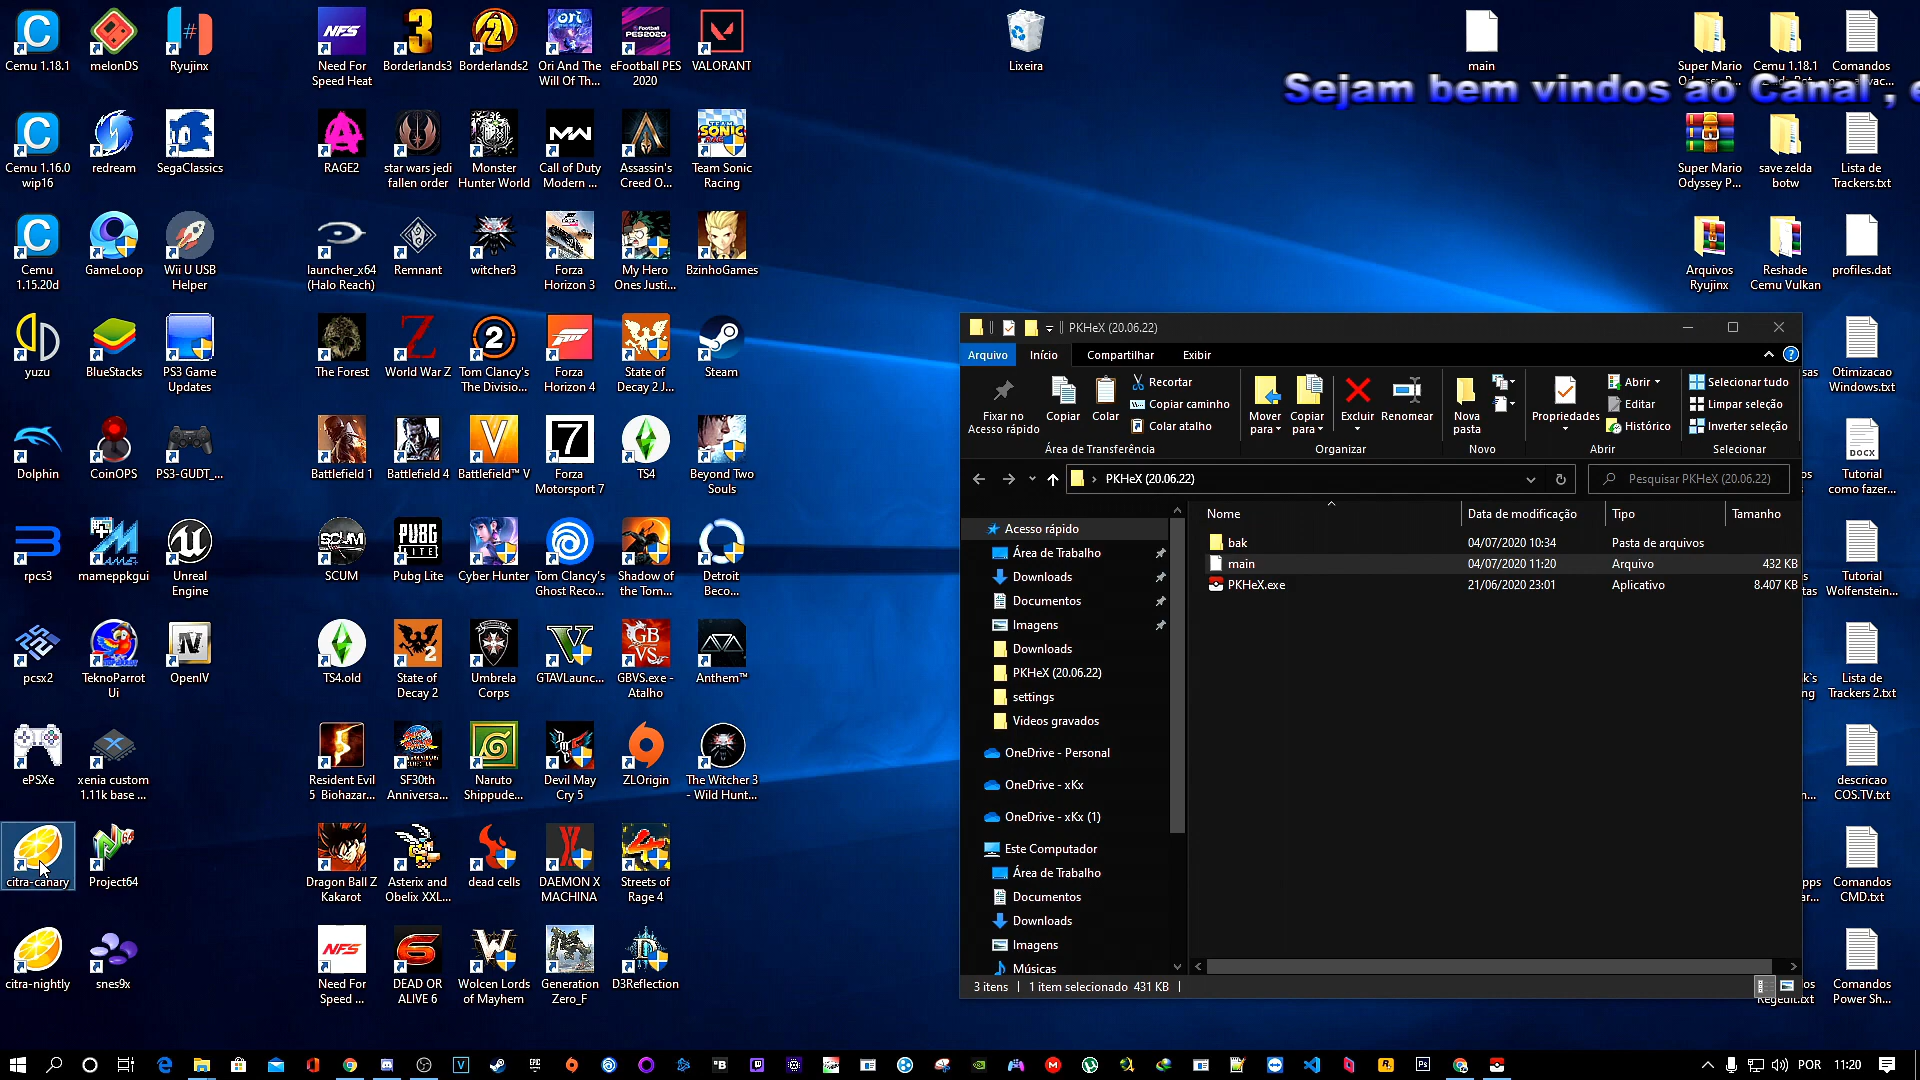 Cemu 1.18.1
melonDS
Ryujinx
Need For
Speed Heat
Borderlands3
Borderlands2
Ori And The
Will Of Th...
eFootball PES
2020
VALORANT
Lixeira
main
Super Mario
Cemu 1.18.1
Comandos
Sejam bem vindos ao Canal , e
Cemu 1.16.0
wip16
redream
SegaClassics
RAGE2
star wars jedi
fallen order
Monster
Hunter World
Call of Duty
Modern ...
Assassin's
Creed O...
Team Sonic
Racing
Super Mario
Odyssey P...
save zelda
botw
Lista de
Trackers.txt
Cemu
1.15.20d
GameLoop
Wii U USB
Helper
launcher_x64
(Halo Reach)
Remnant
witcher3
Forza
Horizon 3
My Hero
Ones Justi...
BzinhoGames
Arquivos
Ryujinx
Reshade
Cemu Vulkan
profiles.dat
yuzu
BlueStacks
PS3 Game
Updates
The Forest
World War Z
Tom Clancy's
The Divisio...
Forza
Horizon 4
State of
Decay 2 J...
Steam
Otimizacao
Windows.txt
Dolphin
CoinOPS
PS3-GUDT_...
Battlefield 1
Battlefield 4
Battlefield™ V
Forza
Motorsport 7
TS4
Beyond Two
Souls
Tutorial
como fazer...
rpcs3
mameppkgui
Unreal
Engine
SCUM
Pubg Lite
Cyber Hunter
Tom Clancy's
Ghost Reco...
Shadow of
the Tom...
Detroit
Beco...
Tutorial
Wolfenstein...
pcsx2
TeknoParrot
Ui
OpenIV
TS4.old
State of
Decay 2
Umbrela
Corps
GTAVLaunc...
GBVS.exe -
Atalho
Anthem™
Lista de
Trackers 2.txt
ePSXe
xenia custom
1.11k base ...
Resident Evil
5 Biohazar...
SF30th
Anniversa...
Naruto
Shippude...
Devil May
Cry 5
ZLOrigin
The Witcher 3
- Wild Hunt...
descricao
COS.TV.txt
citra-canary
Project64
Dragon Ball Z
Kakarot
Asterix and
Obelix XXL...
dead cells
DAEMON X
MACHINA
Streets of
Rage 4
Comandos
CMD.txt
citra-nightly
snes9x
Need For
Speed ...
DEAD OR
ALIVE 6
Wolcen Lords
of Mayhem
Generation
Zero_F
D3Reflection
Comandos
Power Sh...
PKHeX (20.06.22)
Arquivo
Início
Compartilhar
Exibir
Fixar no
Acesso rápido
Copiar
Colar
Recortar
Copiar caminho
Colar atalho
Área de Transferência
Mover
para
Copiar
para
Excluir
Renomear
Organizar
Nova
pasta
Novo
Propriedades
Abrir
Editar
Histórico
Abrir
Selecionar tudo
Limpar seleção
Inverter seleção
Selecionar
PKHeX (20.06.22)
Pesquisar PKHeX (20.06.22)
Nome
Data de modificação
Tipo
Tamanho
bak 04/07/2020 10:34 Pasta de arquivos
main 04/07/2020 11:20 Arquivo 432 KB
PKHeX.exe 21/06/2020 23:01 Aplicativo 8.407 KB
Acesso rápido
Área de Trabalho
Downloads
Documentos
Imagens
Downloads
PKHeX (20.06.22)
settings
Videos gravados
OneDrive - Personal
OneDrive - xKx
OneDrive - xKx (1)
Este Computador
Área de Trabalho
Documentos
Downloads
Imagens
Músicas
3 itens
1 item selecionado 431 KB
POR
11:20